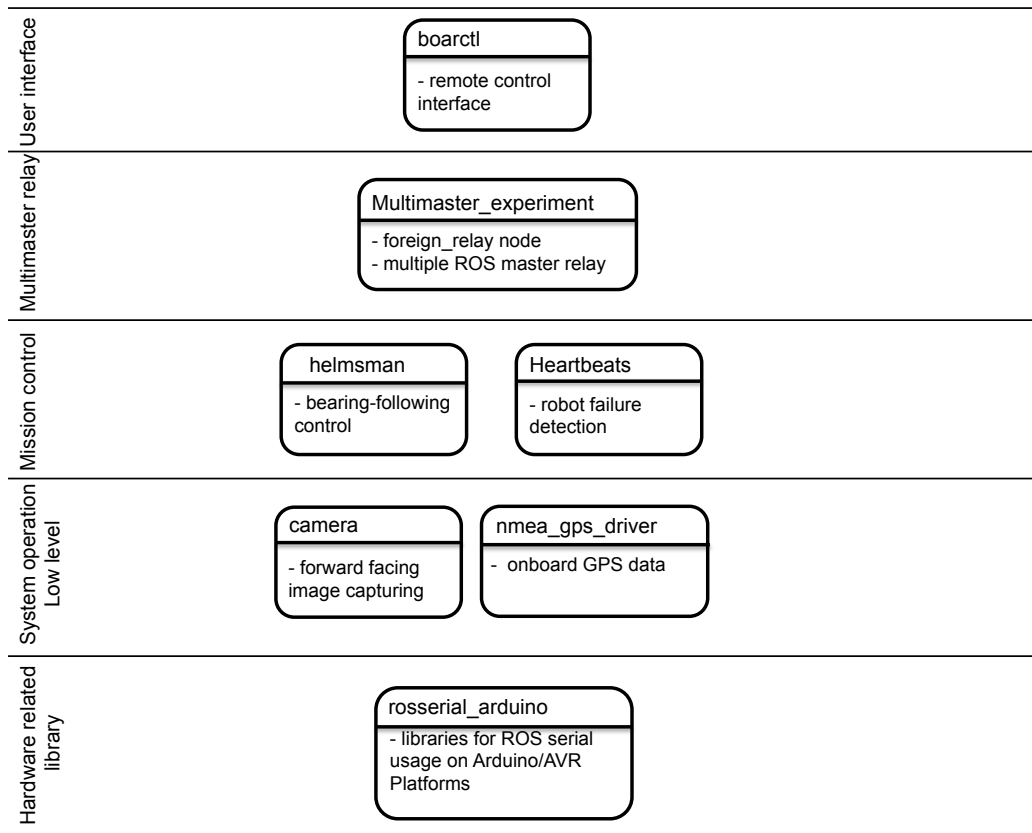 User interface
boarctl
- remote control
interface
Multimaster relay
Multimaster_experiment
- foreign_relay node
- multiple ROS master relay
Mission control
helmsman
- bearing-following
control
Heartbeats
- robot failure
detection
System operation
Low level
camera
- forward facing
image capturing
nmea_gps_driver
- onboard GPS data
Hardware related
library
rosserial_arduino
- libraries for ROS serial
usage on Arduino/AVR
Platforms